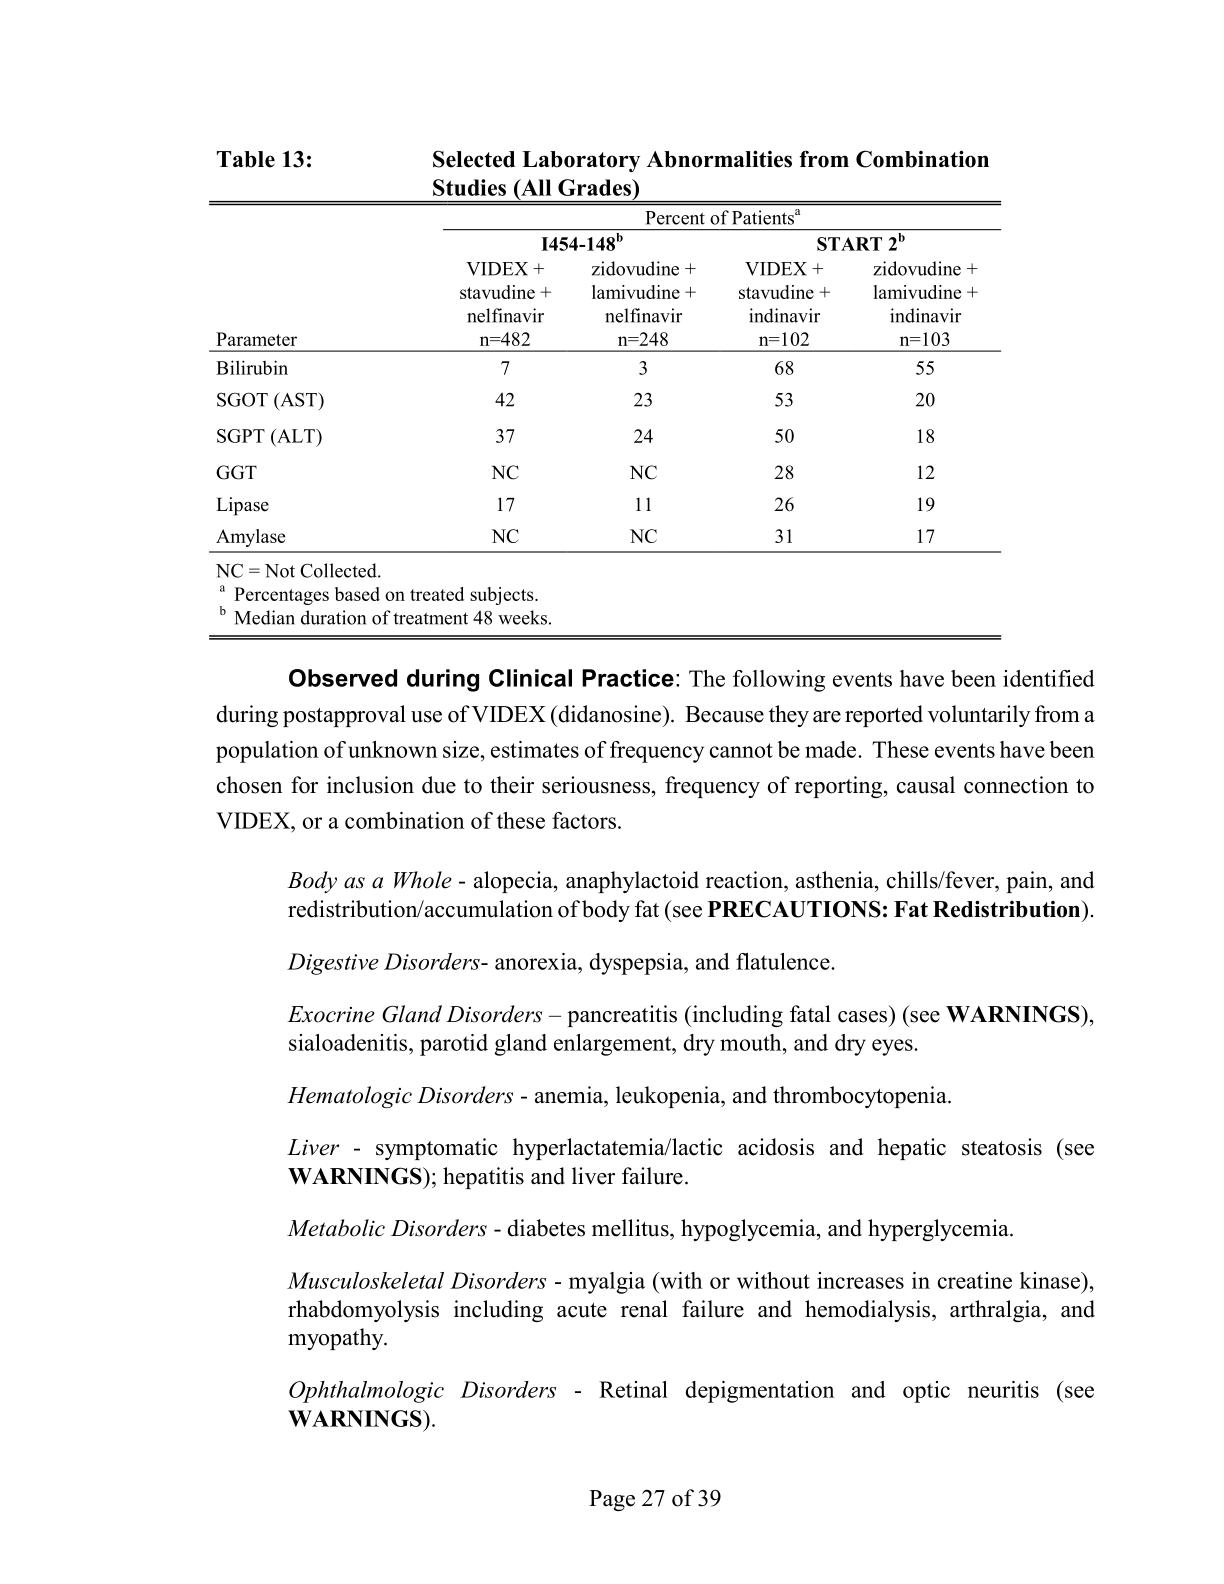 Table 13: Selected Laboratory Abnormalities from Combination
Studies (All Grades)
Percent of Patientsa
I454-148b START 2b
VIDEX + zidovudine + VIDEX + zidovudine +
stavudine + lamivudine + stavudine + lamivudine +
nelfinavir nelfinavir indinavir indinavir
Parameter n=482 n=248 n=102 n=103
Bilirubin 7 3 68 55
SGOT (AST) 42 23 53 20
SGPT (ALT) 37 24 50 18
GGT NC NC 28 12
Lipase 17 11 26 19
Amylase NC NC 31 17
NC = Not Collected.
a Percentages based on treated subjects.
b Median duration of treatment 48 weeks.
Observed during Clinical Practice: The following events have been identified
during postapproval use of VIDEX (didanosine). Because they are reported voluntarily from a
population of unknown size, estimates of frequency cannot be made. These events have been
chosen for inclusion due to their seriousness, frequency of reporting, causal connection to
VIDEX, or a combination of these factors.
Body as a Whole - alopecia, anaphylactoid reaction, asthenia, chills/fever, pain, and
redistribution/accumulation of body fat (see PRECAUTIONS: Fat Redistribution).
Digestive Disorders- anorexia, dyspepsia, and flatulence.
Exocrine Gland Disorders – pancreatitis (including fatal cases) (see WARNINGS),
sialoadenitis, parotid gland enlargement, dry mouth, and dry eyes.
Hematologic Disorders - anemia, leukopenia, and thrombocytopenia.
Liver - symptomatic hyperlactatemia/lactic acidosis and hepatic steatosis (see
WARNINGS); hepatitis and liver failure.
Metabolic Disorders - diabetes mellitus, hypoglycemia, and hyperglycemia.
Musculoskeletal Disorders - myalgia (with or without increases in creatine kinase),
rhabdomyolysis including acute renal failure and hemodialysis, arthralgia, and
myopathy.
Ophthalmologic Disorders - Retinal depigmentation and optic neuritis (see
WARNINGS).
Page 27 of 39